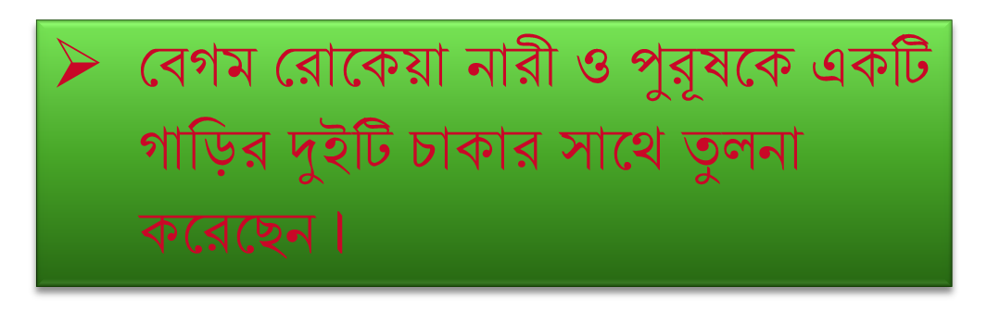 ➢ বেগম রোকেয়া নারী ও পুরূষকে একটি
গাড়ির দুইটি চাকার সাথে তুলনা
করেছেন।